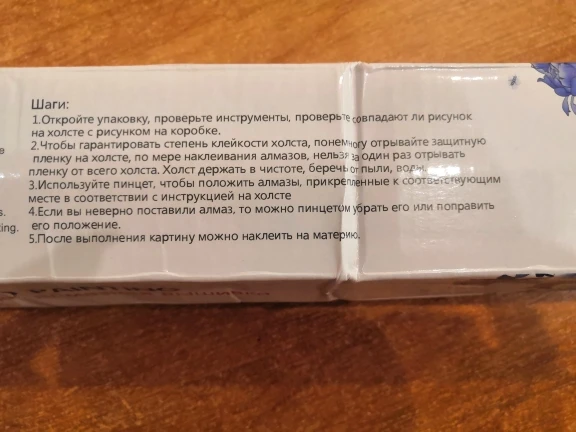 Шаги:
1.Откройте упаковку, проверьте инструменты, проверьте совпадают ли рисунок
на холсте с рисунком на коробке.
2.Чтобы гарантировать степень клейкости холста, понемногу отрывайте защитную
пленку на холсте, по мере наклеивания алмазов, нельзя за один раз отрывать
пленку от всего холста. Холст держать в чистоте, беречь от пыли, воды.
3.Используйте пинцет, чтобы положить алмазы, прикрепленные к соответствующим
месте в соответствии с инструкцией на холсте
s.
4.Если вы неверно поставили алмаз, то можно пинцетом убрать его или поправить
ting.
его положение.
5.После выполнения картину можно наклеить на материю.